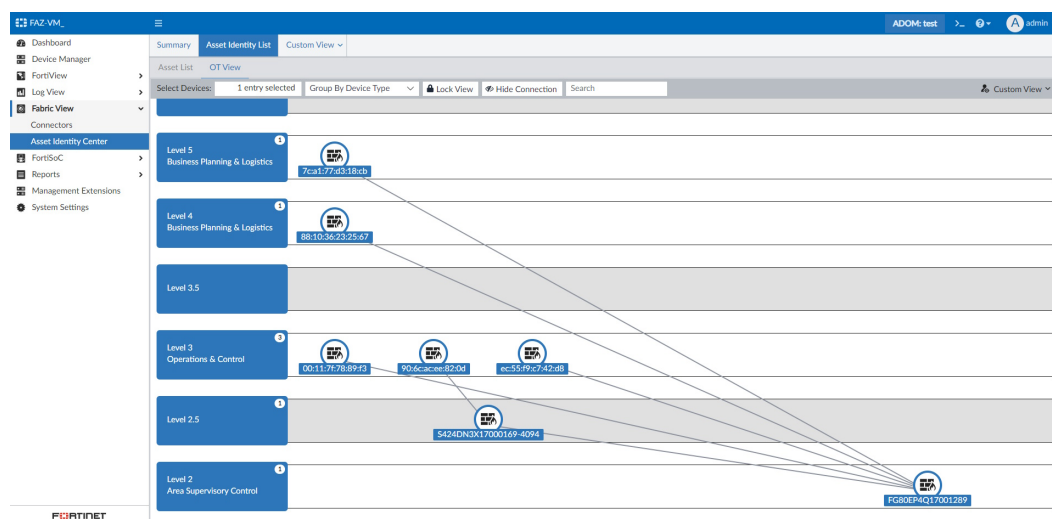 FAZ-VM_
ADOM: test
>_
A admin
Dashboard
Device Manager
FortiView
Log View
Fabric View
Connectors
Asset Identity Center
FortiSoC
Reports
Management Extensions
System Settings
FORTINET
Summary Asset Identity List Custom View
Asset List OT View
Select Devices: 1 entry selected Group By Device Type Lock View Hide Connection Search Custom View
Level 5 1
Business Planning & Logistics
7c:a1:77:d3:18:cb
Level 4 1
Business Planning & Logistics
88:10:36:23:25:67
Level 3.5
Level 3 3
Operations & Control
00:11:7f:78:89:f3 90:6c:ac:ee:82:0d ec:55:f9:c7:42:d8
Level 2.5 1
S424DN3X17000169-4094
Level 2 1
Area Supervisory Control
FG80EP4Q17001289